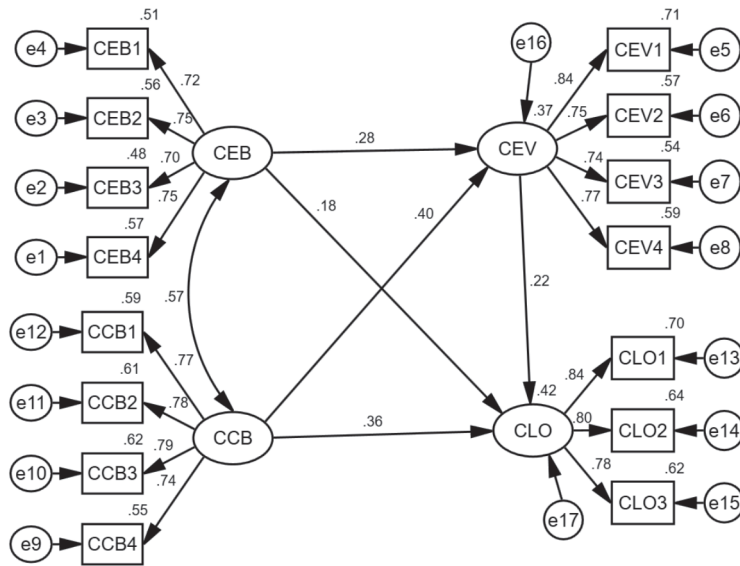 .51
.71
e4
CEB1
e16
CEV1
e5
.56
.72
.84
.57
e3
CEB2
.75
.37
.75
CEV2
e6
.48
.70
CEB
.28
CEV
.54
e2
CEB3
.74
CEV3
e7
.57
.75
.18
.40
.77
.59
e1
CEB4
CEV4
e8
.59
.57
.22
e12
CCB1
.70
.61
.77
.84
CLO1
e13
e11
CCB2
.78
.42
.64
.62
.79
CCB
.36
CLO
.80
CLO2
e14
e10
CCB3
.74
.78
.62
.55
CLO3
e15
e9
CCB4
e17